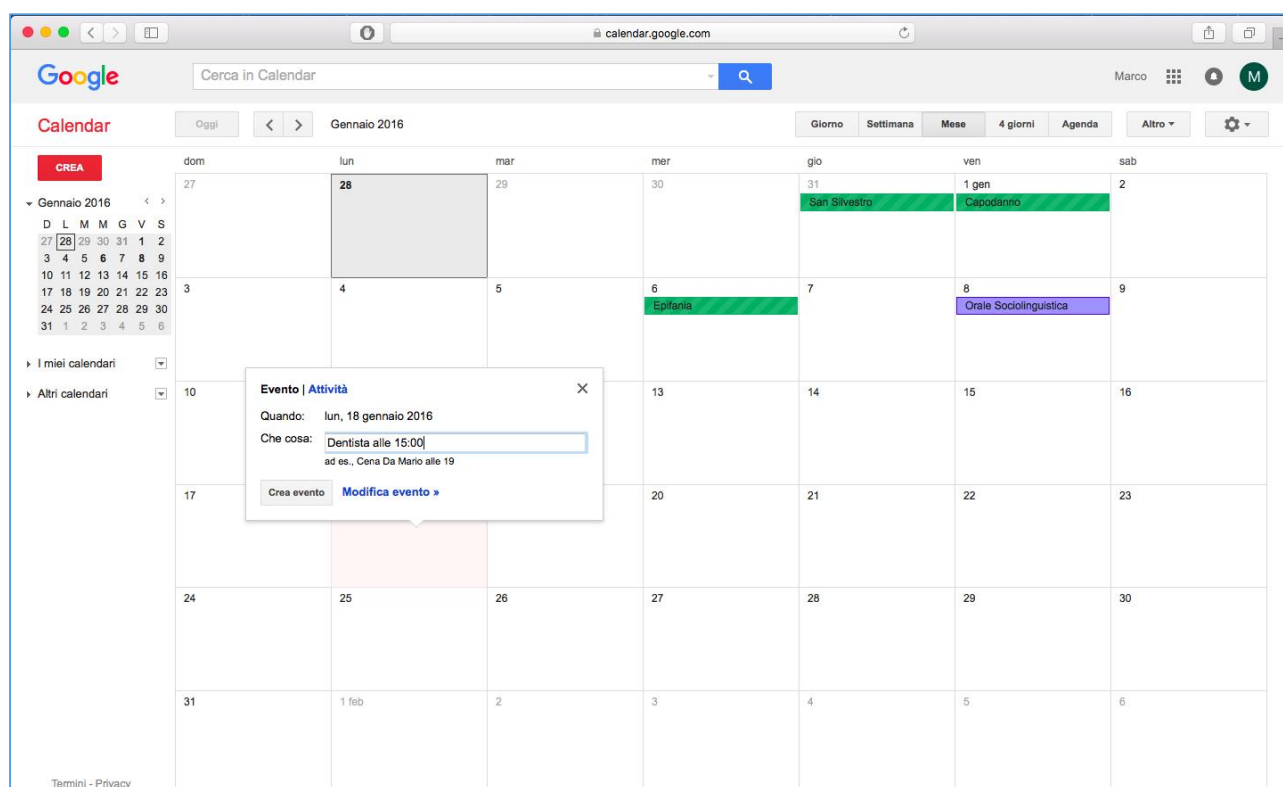 calendar.google.com
Google
Cerca in Calendar
Marco
M
Calendar
Oggi
Gennaio 2016
Giorno Settimana Mese 4 giorni Agenda
Altro
CREA
Gennaio 2016
D L M M G V S
27 28 29 30 31 1 2
3 4 5 6 7 8 9
10 11 12 13 14 15 16
17 18 19 20 21 22 23
24 25 26 27 28 29 30
31 1 2 3 4 5 6
I miei calendari
Altri calendari
Termini - Privacy
dom lun mar mer gio ven sab
27 28 29 30 31 1 gen 2
San Silvestro Capodanno
3 4 5 6 7 8 9
Epifania Orale Sociolinguistica
10 13 14 15 16
Evento | Attività
Quando: lun, 18 gennaio 2016
Che cosa: Dentista alle 15:00
ad es., Cena Da Mario alle 19
Crea evento Modifica evento »
17 20 21 22 23
24 25 26 27 28 29 30
31 1 feb 2 3 4 5 6